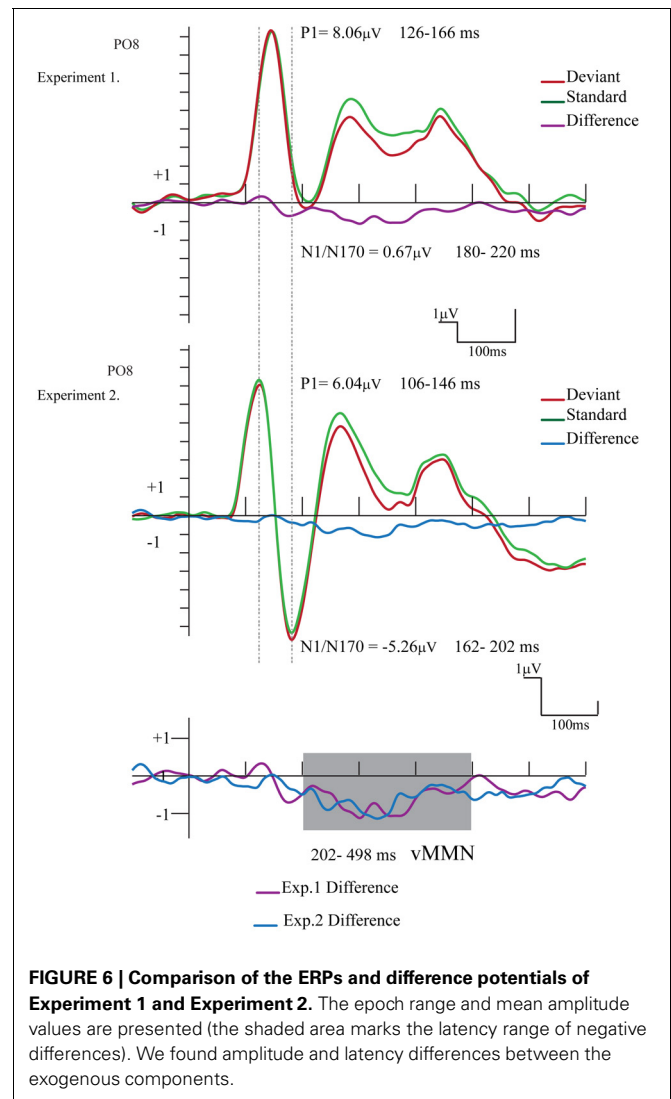 PO8
P1= 8.06μV 126-166 ms
Experiment 1.
Deviant
Standard
Difference
+1
-1
N1/N170 = 0.67μV 180- 220 ms
1μV
100ms
PO8
P1= 6.04μV 106-146 ms
Experiment 2.
Deviant
Standard
Difference
+1
-1
N1/N170 = -5.26μV 162- 202 ms
1μV
100ms
+1
-1
202- 498 ms vMMN
Exp.1 Difference
Exp.2 Difference
FIGURE 6 | Comparison of the ERPs and difference potentials of
Experiment 1 and Experiment 2. The epoch range and mean amplitude
values are presented (the shaded area marks the latency range of negative
differences). We found amplitude and latency differences between the
exogenous components.